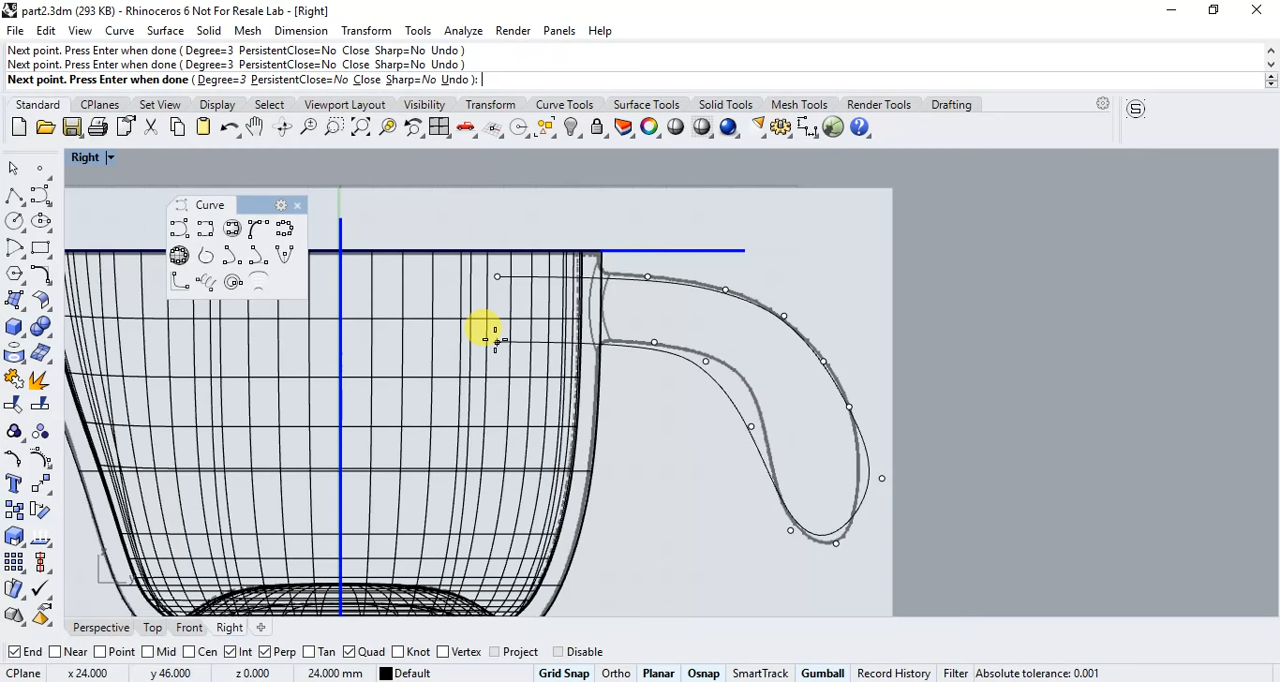 part2.3dm (293 KB) - Rhinoceros 6 Not For Resale Lab - [Right]
File Edit View Curve Surface Solid Mesh Dimension Transform Tools Analyze Render Panels Help
Next point. Press Enter when done ( Degree=3 PersistentClose=No Close Sharp=No Undo )
Next point. Press Enter when done ( Degree=3 PersistentClose=No Close Sharp=No Undo )
Next point. Press Enter when done ( Degree=3 PersistentClose=No Close Sharp=No Undo ):
Standard CPlanes Set View Display Select Viewport Layout Visibility Transform Curve Tools Surface Tools Solid Tools Mesh Tools Render Tools Drafting
Right
Curve
Perspective Top Front Right
End Near Point Mid Cen Int Perp Tan Quad Knot Vertex Project Disable
CPlane x 24.000 y 46.000 z 0.000 24.000 mm Default Grid Snap Ortho Planar Osnap SmartTrack Gumball Record History Filter Absolute tolerance: 0.001